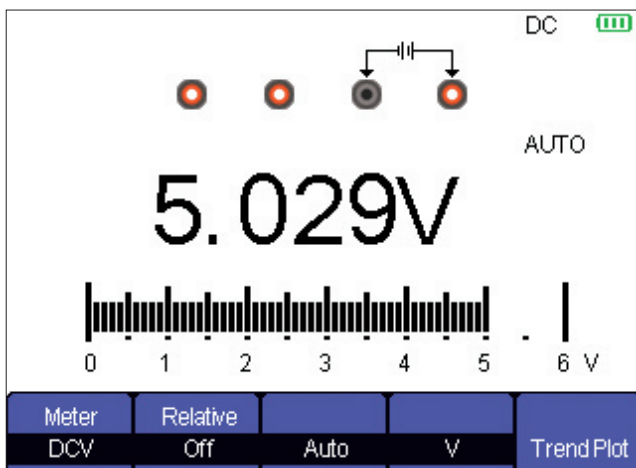 DC
AUTO
5.029V
0 1 2 3 4 5 6 V
Meter Relative
DCV Off Auto V Trend Plot